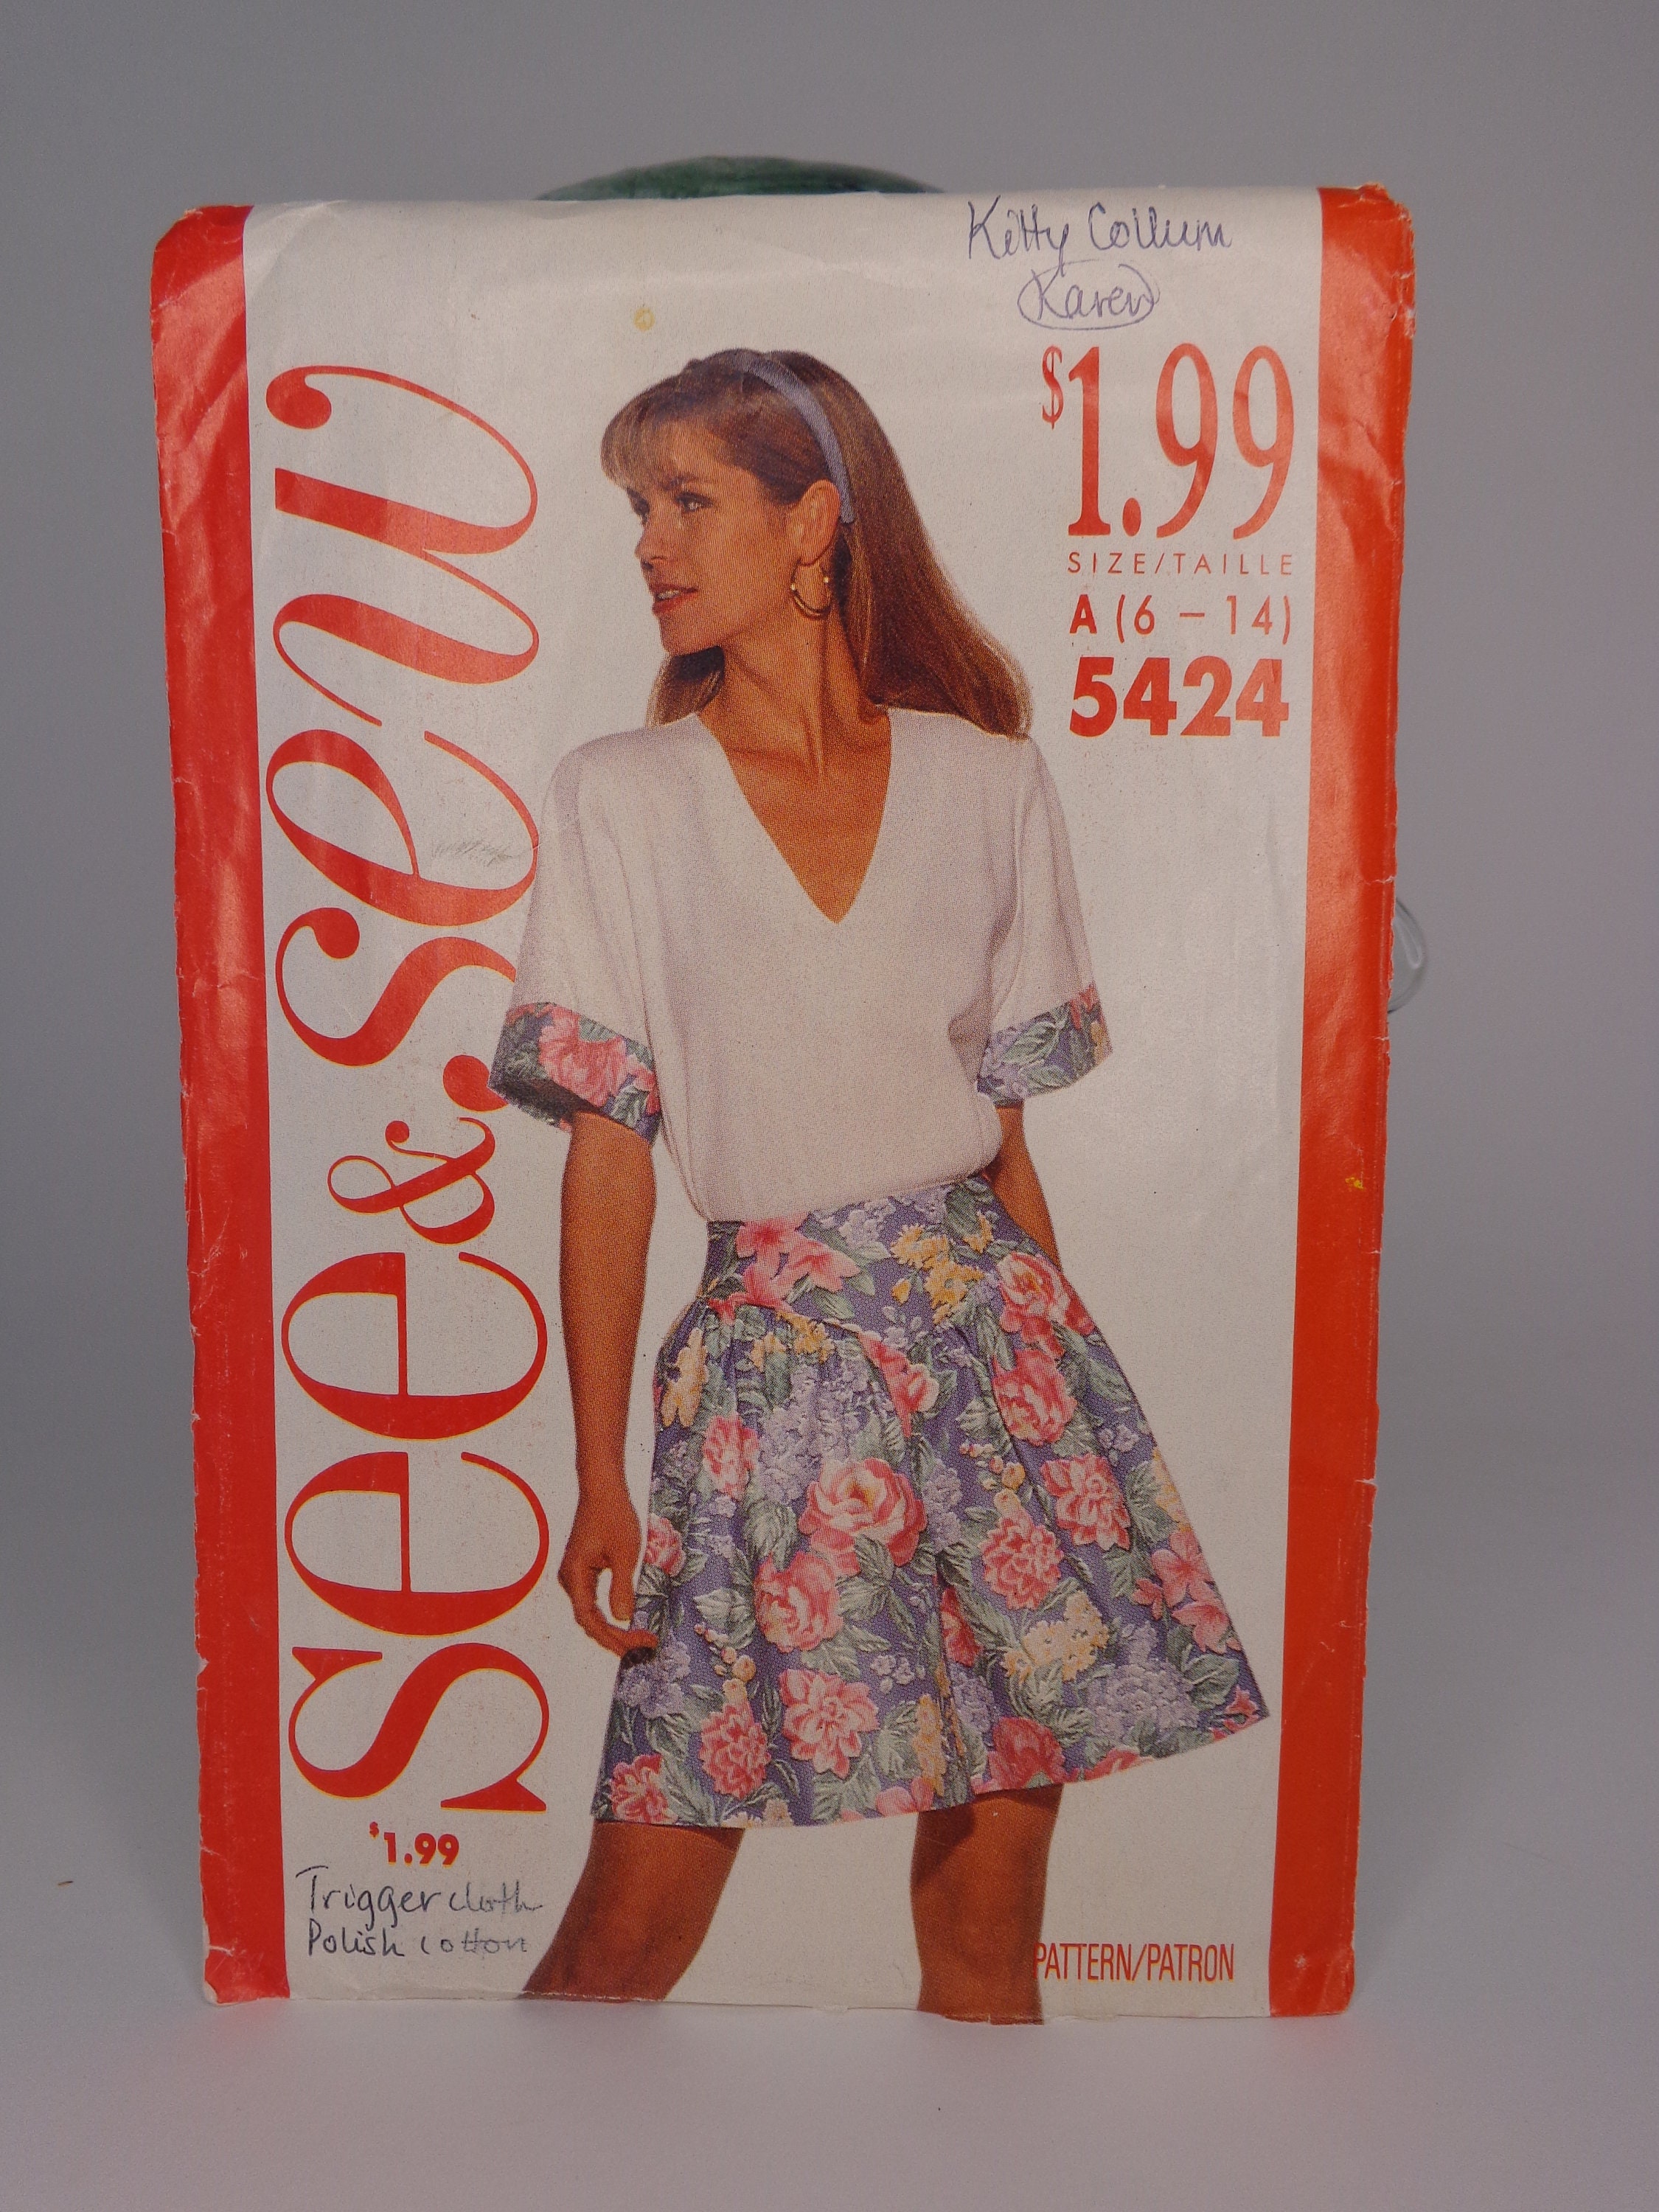 Kitty Collum
Karen
$1.99
SIZE/TAILLE
A (6 – 14)
5424
See & Sew
$1.99
Trigger cloth
Polish cotton
PATTERN/PATRON